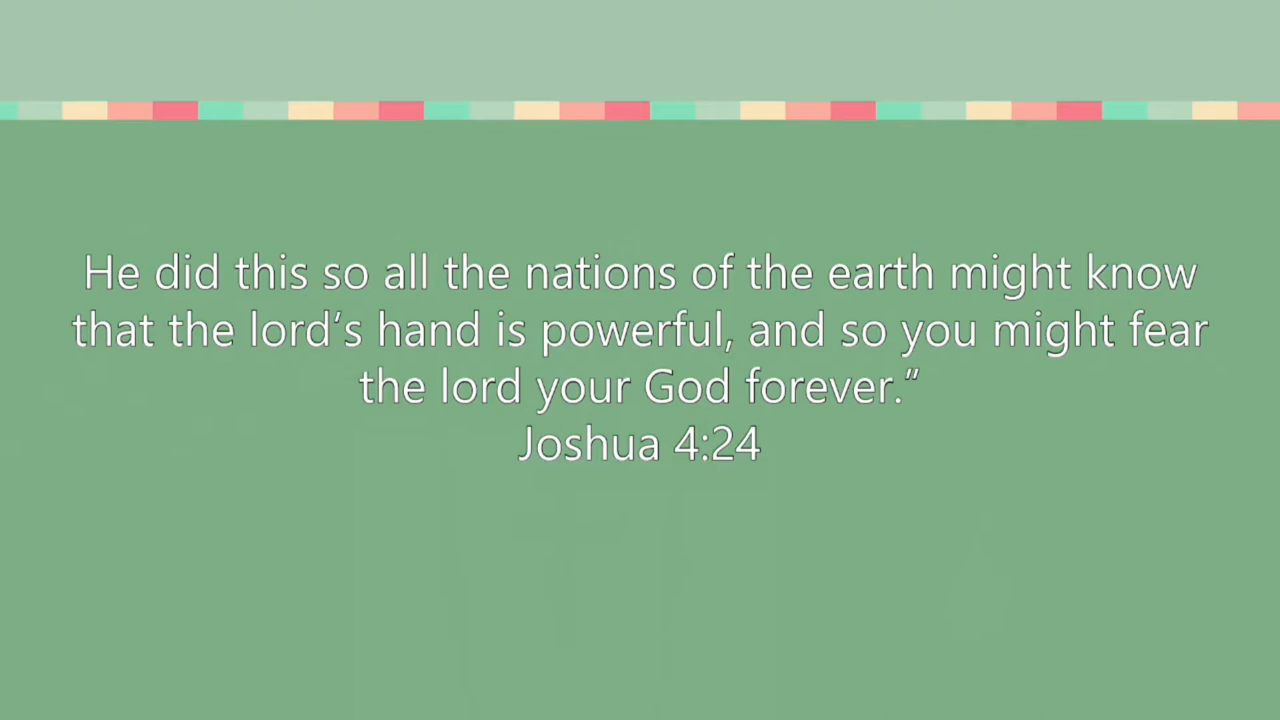 He did this so all the nations of the earth might know
that the lord’s hand is powerful, and so you might fear
the lord your God forever.”
Joshua 4:24